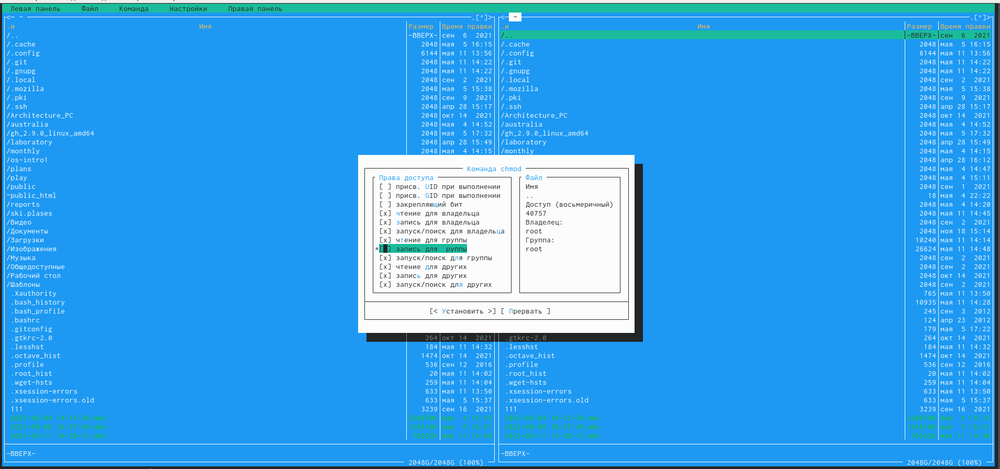 Левая панель Файл Команда Настройки Правая панель
<— ~ .[^]>
.и Имя Размер Время правки
/.. -ВВЕРХ- сен 6 2021
/.cache 2048 мая 5 16:15
/.config 6144 мая 11 13:56
/.git 2048 мая 11 14:22
/.gnupg 2048 мая 11 14:22
/.local 2048 сен 2 2021
/.mozilla 2048 мая 5 15:38
/.pki 2048 сен 9 2021
/.ssh 2048 апр 28 15:17
/Architecture_PC 2048 окт 14 2021
/australia 2048 мая 4 14:52
/gh_2.9.0_linux_amd64 2048 мая 5 17:32
/laboratory 2048 апр 28 15:49
/monthly 2048 мая 4 14:15
/os-intro1
/plans
/play
/public
~public_html
/reports
/ski.plases
/Видео
/Документы
/Загрузки
/Изображения
/Музыка
/Общедоступные
/Рабочий стол
/Шаблоны
.Xauthority
.bash_history
.bash_profile
.bashrc
.gitconfig
.gtkrc-2.0 264 окт 14 2021
.lesshst 184 мая 11 14:32
.octave_hist 1474 окт 14 2021
.profile 536 сен 12 2016
.root_hist 20 мая 11 14:02
.wget-hsts 259 мая 11 14:04
.xsession-errors 633 мая 11 13:50
.xsession-errors.old 633 мая 5 15:37
111 3239 сен 16 2021
-ВВЕРХ-
2048G/2048G (100%)
Команда chmod
Права доступа
[ ] присв. UID при выполнении
[ ] присв. GID при выполнении
[ ] закрепляющий бит
[x] чтение для владельца
[x] запись для владельца
[x] запуск/поиск для владельца
[x] чтение для группы
*[ ] запись для группы
[x] запуск/поиск для группы
[x] чтение для других
[x] запись для других
[x] запуск/поиск для других
Файл
Имя
..
Доступ (восьмеричный)
40757
Владелец:
root
Группа:
root
[< Установить >] [ Прервать ]
<— ~ .[^]>
.и Имя Размер Время правки
/.. -ВВЕРХ- сен 6 2021
/.cache 2048 мая 5 16:15
/.config 6144 мая 11 13:56
/.git 2048 мая 11 14:22
/.gnupg 2048 мая 11 14:22
/.local 2048 сен 2 2021
/.mozilla 2048 мая 5 15:38
/.pki 2048 сен 9 2021
/.ssh 2048 апр 28 15:17
/Architecture_PC 2048 окт 14 2021
/australia 2048 мая 4 14:52
/gh_2.9.0_linux_amd64 2048 мая 5 17:32
/laboratory 2048 апр 28 15:49
/monthly 2048 мая 4 14:15
2048 апр 28 16:12
2048 мая 4 14:47
2048 мая 4 15:11
2048 сен 1 2021
18 мая 4 22:22
2048 мая 4 14:20
2048 мая 11 14:45
2048 сен 2 2021
2048 ноя 18 15:14
10240 мая 11 14:14
26624 мая 11 14:48
2048 сен 2 2021
2048 сен 2 2021
2048 окт 14 2021
2048 сен 2 2021
765 мая 11 13:50
10935 мая 11 14:28
245 сен 3 2012
124 апр 23 2012
179 мая 5 17:22
.gtkrc-2.0 264 окт 14 2021
.lesshst 184 мая 11 14:32
.octave_hist 1474 окт 14 2021
.profile 536 сен 12 2016
.root_hist 20 мая 11 14:02
.wget-hsts 259 мая 11 14:04
.xsession-errors 633 мая 11 13:50
.xsession-errors.old 633 мая 5 15:37
111 3239 сен 16 2021
-ВВЕРХ-
2048G/2048G (100%)